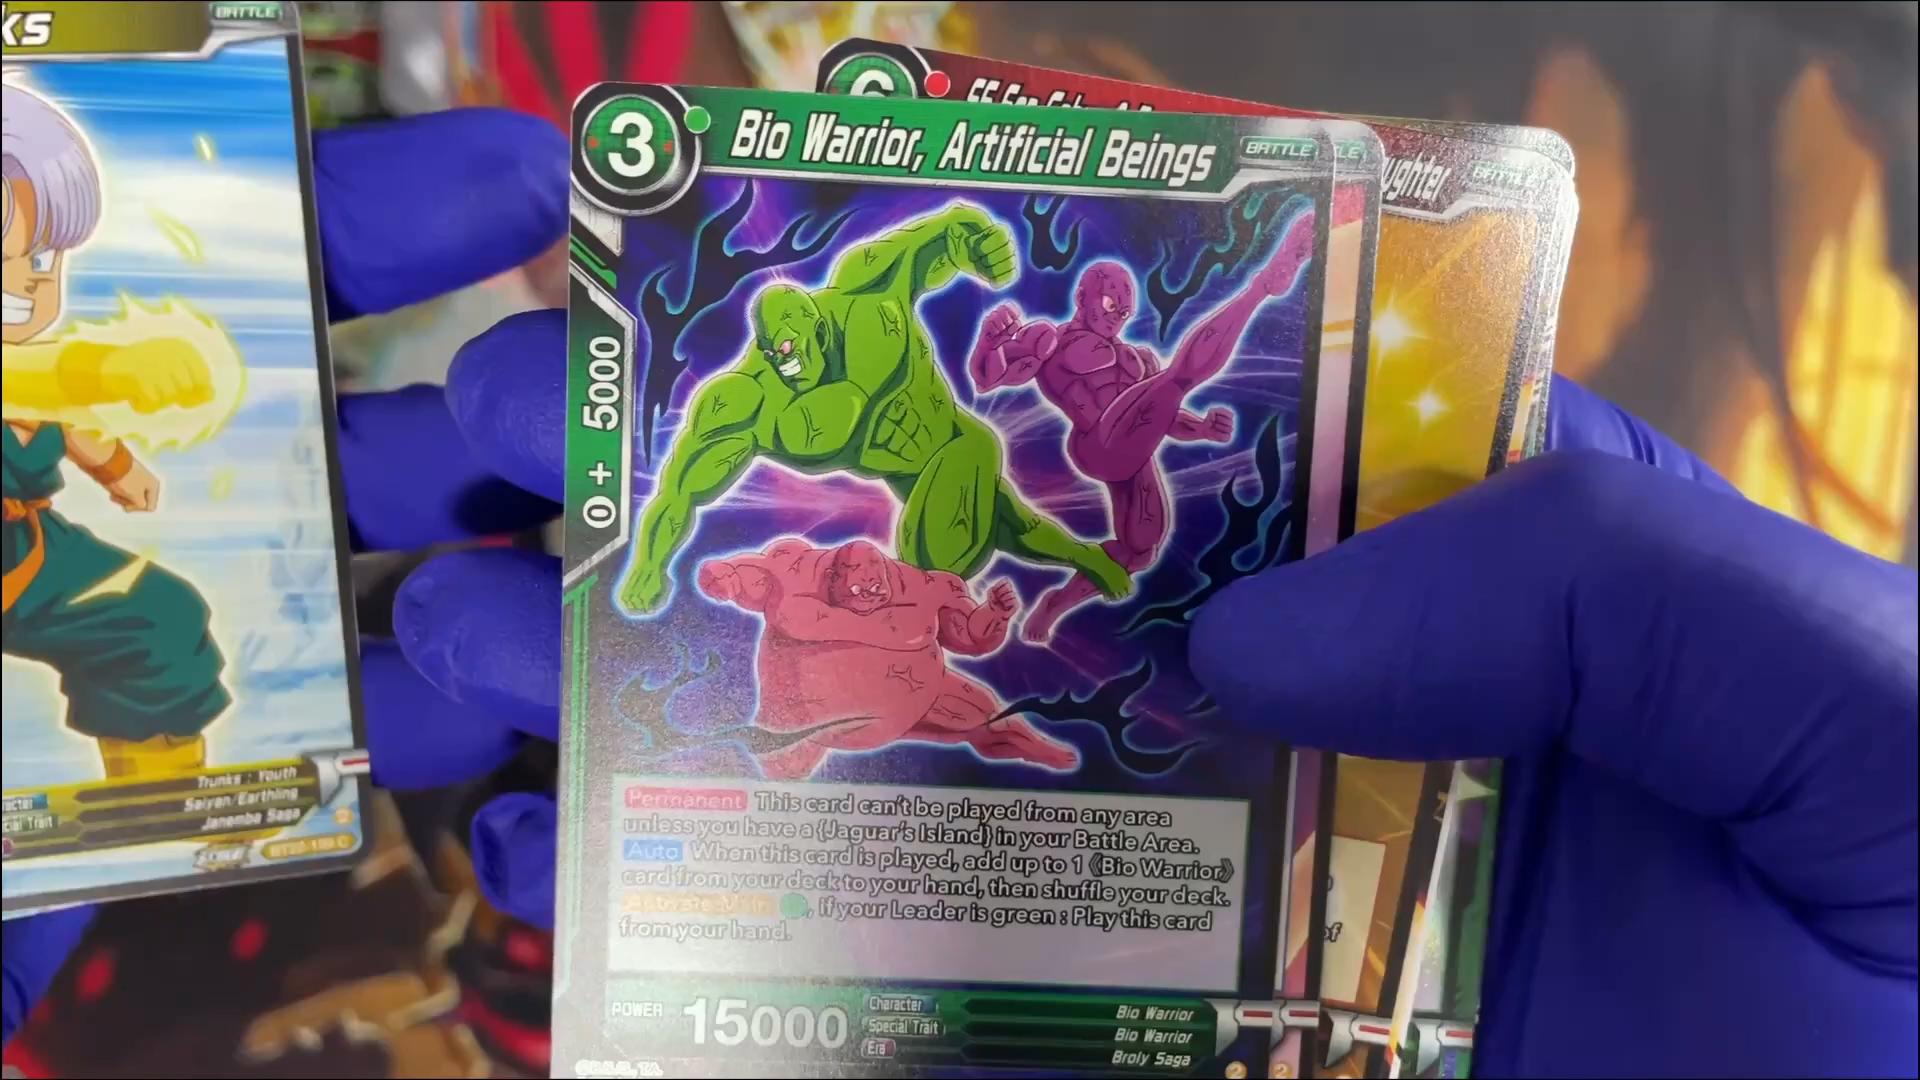 ks
BATTLE
Trunks : Youth
Saiyan/Earthling
Janemba Saga
3
Bio Warrior, Artificial Beings
BATTLE
ughter
BATTLE
0 + 5000
Permanent This card can't be played from any area
unless you have a {Jaguar's Island} in your Battle Area.
Auto When this card is played, add up to 1 《Bio Warrior》
card from your deck to your hand, then shuffle your deck.
Activate:Main , if your Leader is green : Play this card
from your hand.
of
POWER 15000
Character Bio Warrior
Special Trait Bio Warrior
Era Broly Saga